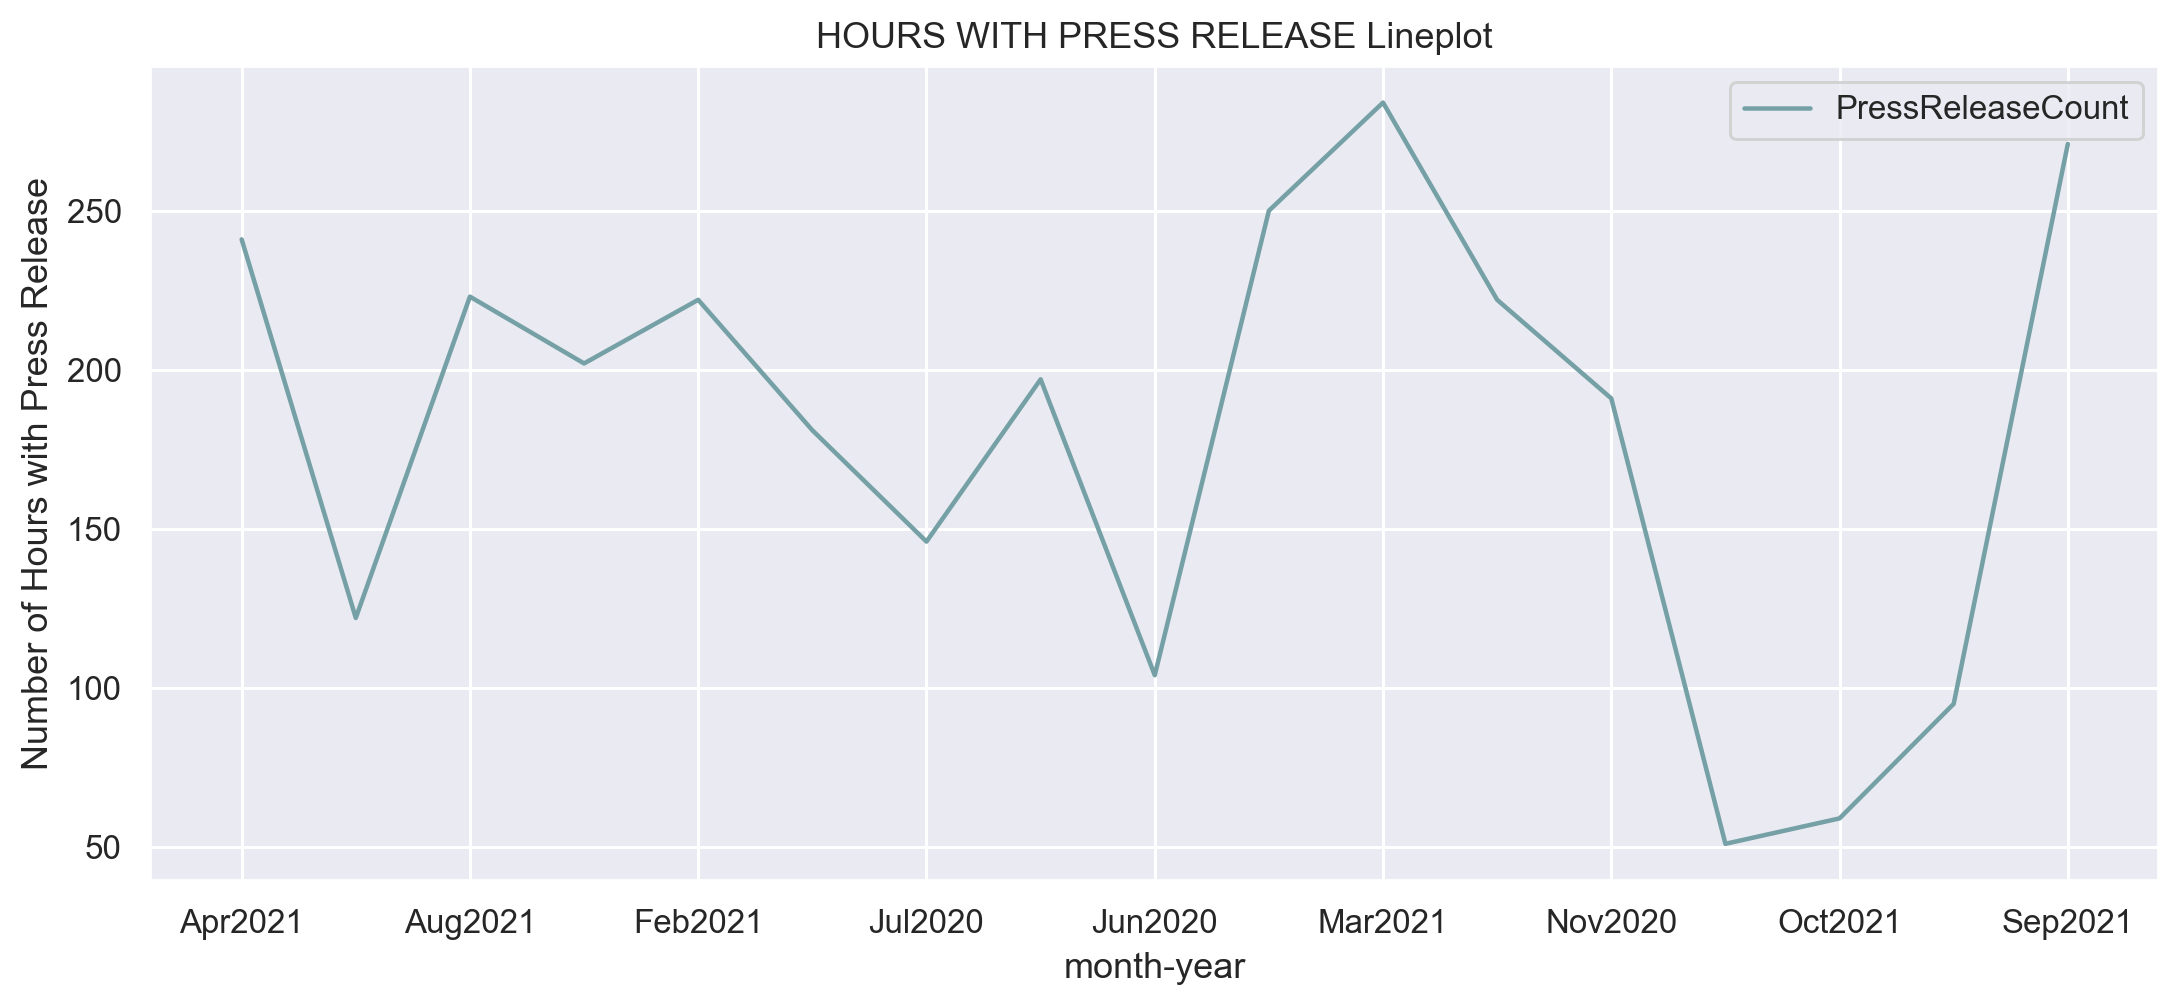 HOURS WITH PRESS RELEASE Lineplot
PressReleaseCount
Number of Hours with Press Release
250
200
150
100
50
Apr2021 Aug2021 Feb2021 Jul2020 Jun2020 Mar2021 Nov2020 Oct2021 Sep2021
month-year